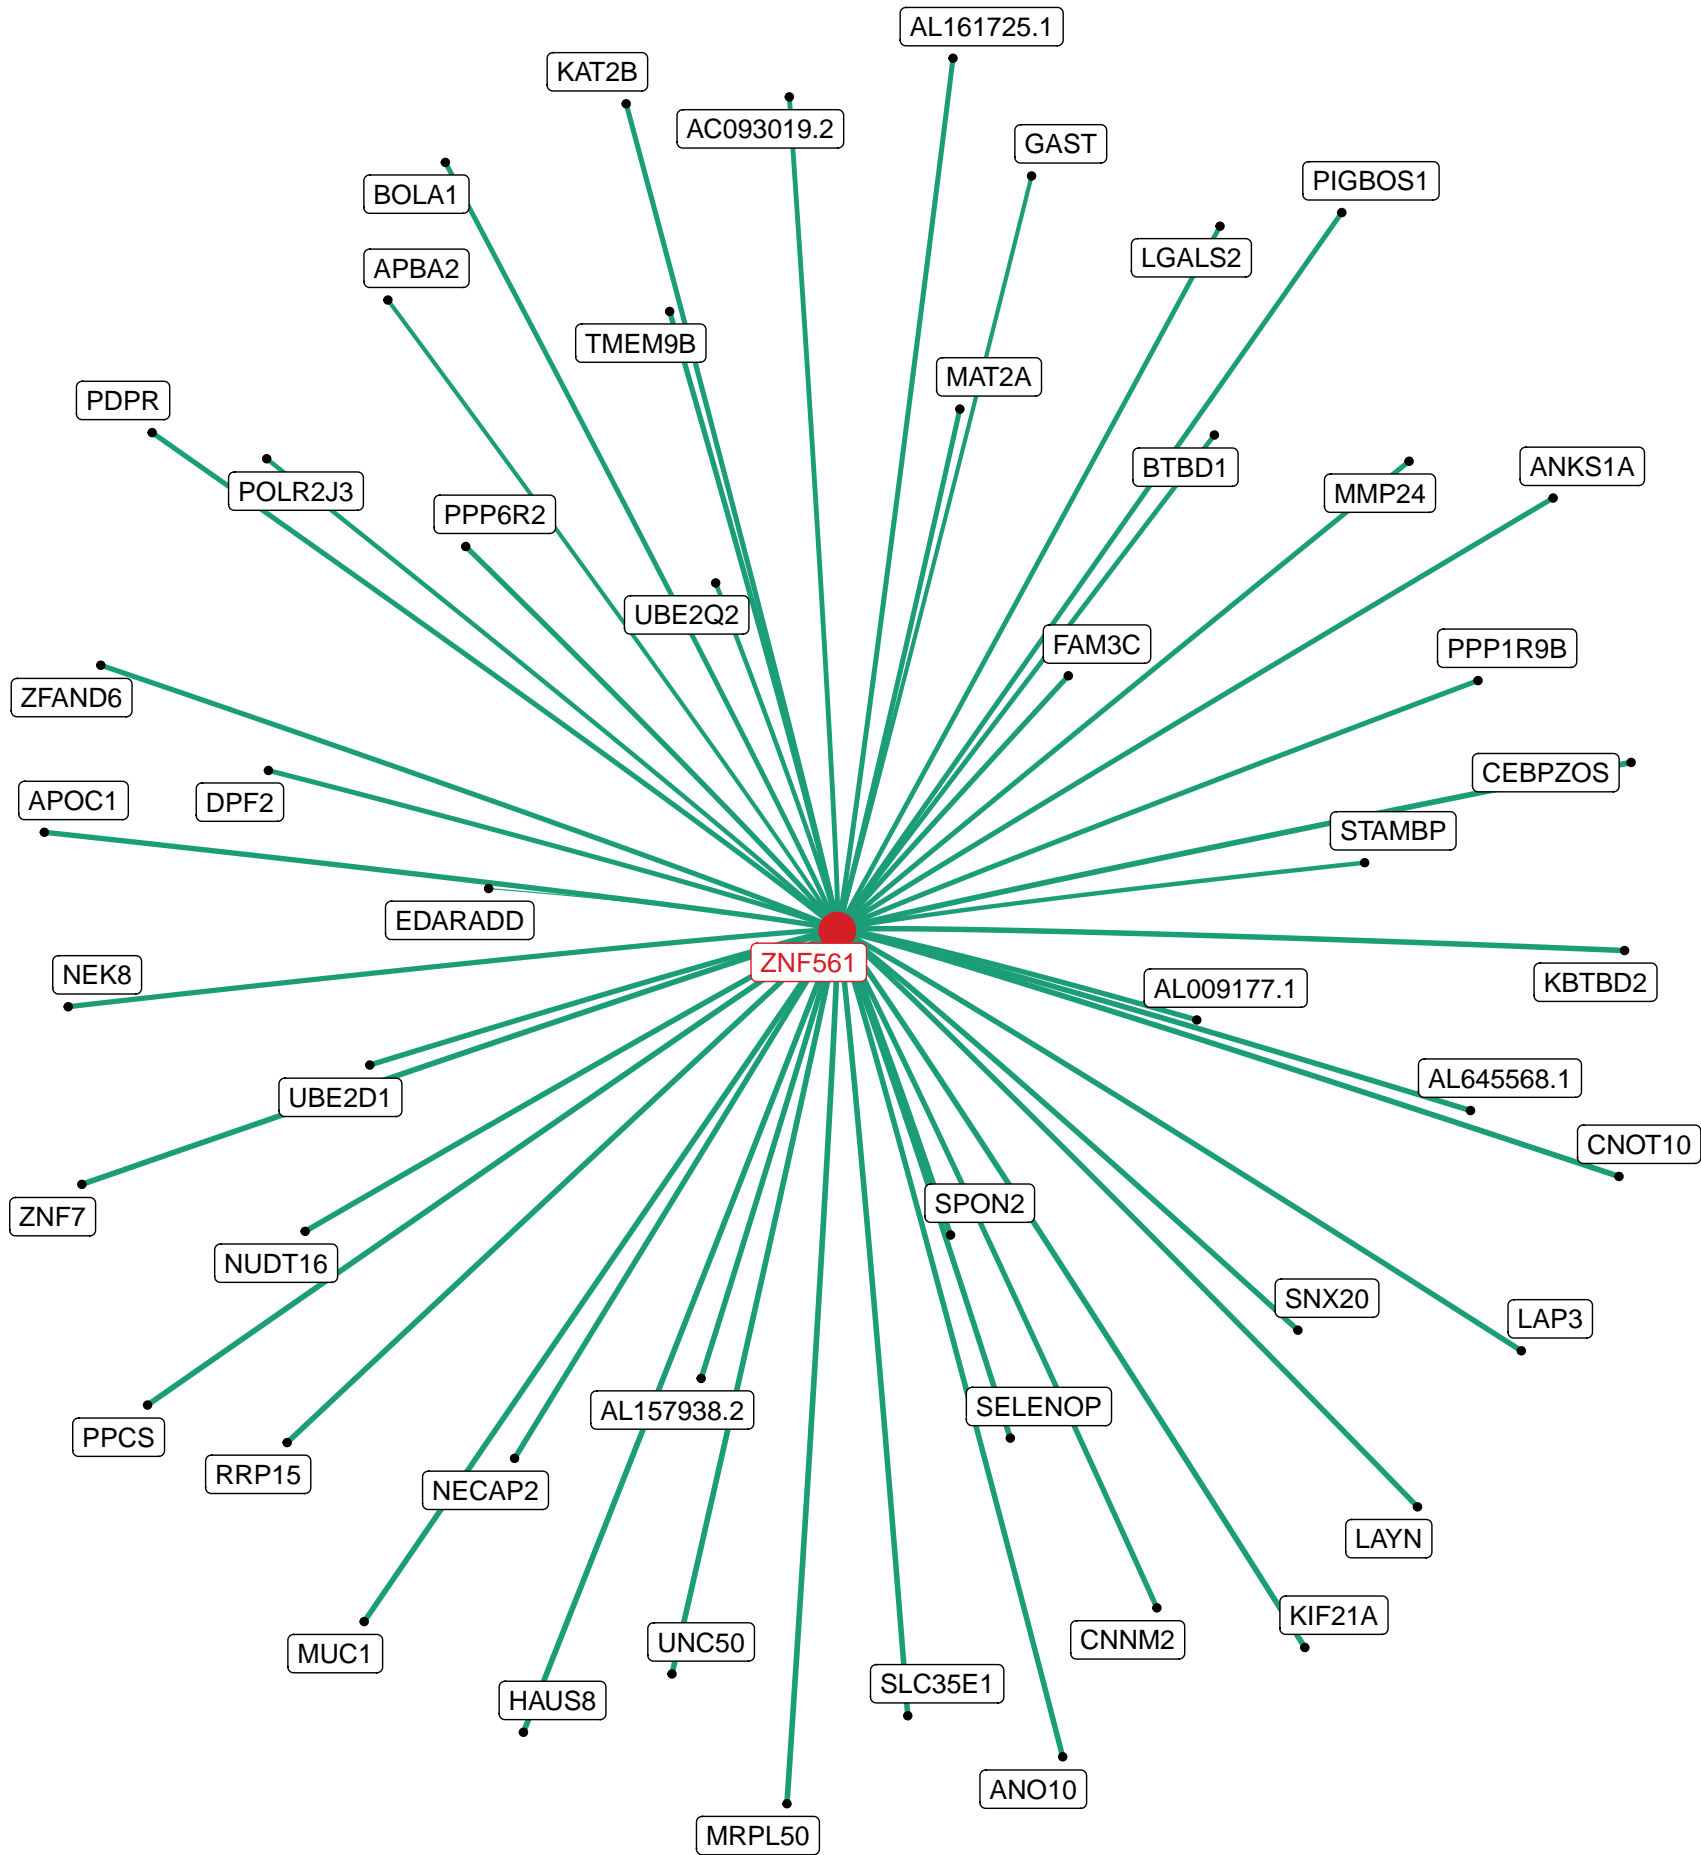 AL161725.1
KAT2B
AC093019.2
GAST
PIGBOS1
BOLA1
LGALS2
APBA2
TMEM9B
MAT2A
PDPR
BTBD1
ANKS1A
POLR2J3
MMP24
PPP6R2
UBE2Q2
FAM3C
PPP1R9B
ZFAND6
CEBPZOS
APOC1
DPF2
STAMBP
EDARADD
ZNF561
NEK8
AL009177.1
KBTBD2
AL645568.1
UBE2D1
CNOT10
SPON2
ZNF7
NUDT16
SNX20
LAP3
SELENOP
AL157938.2
PPCS
RRP15
NECAP2
LAYN
KIF21A
CNNM2
UNC50
MUC1
SLC35E1
HAUS8
ANO10
MRPL50